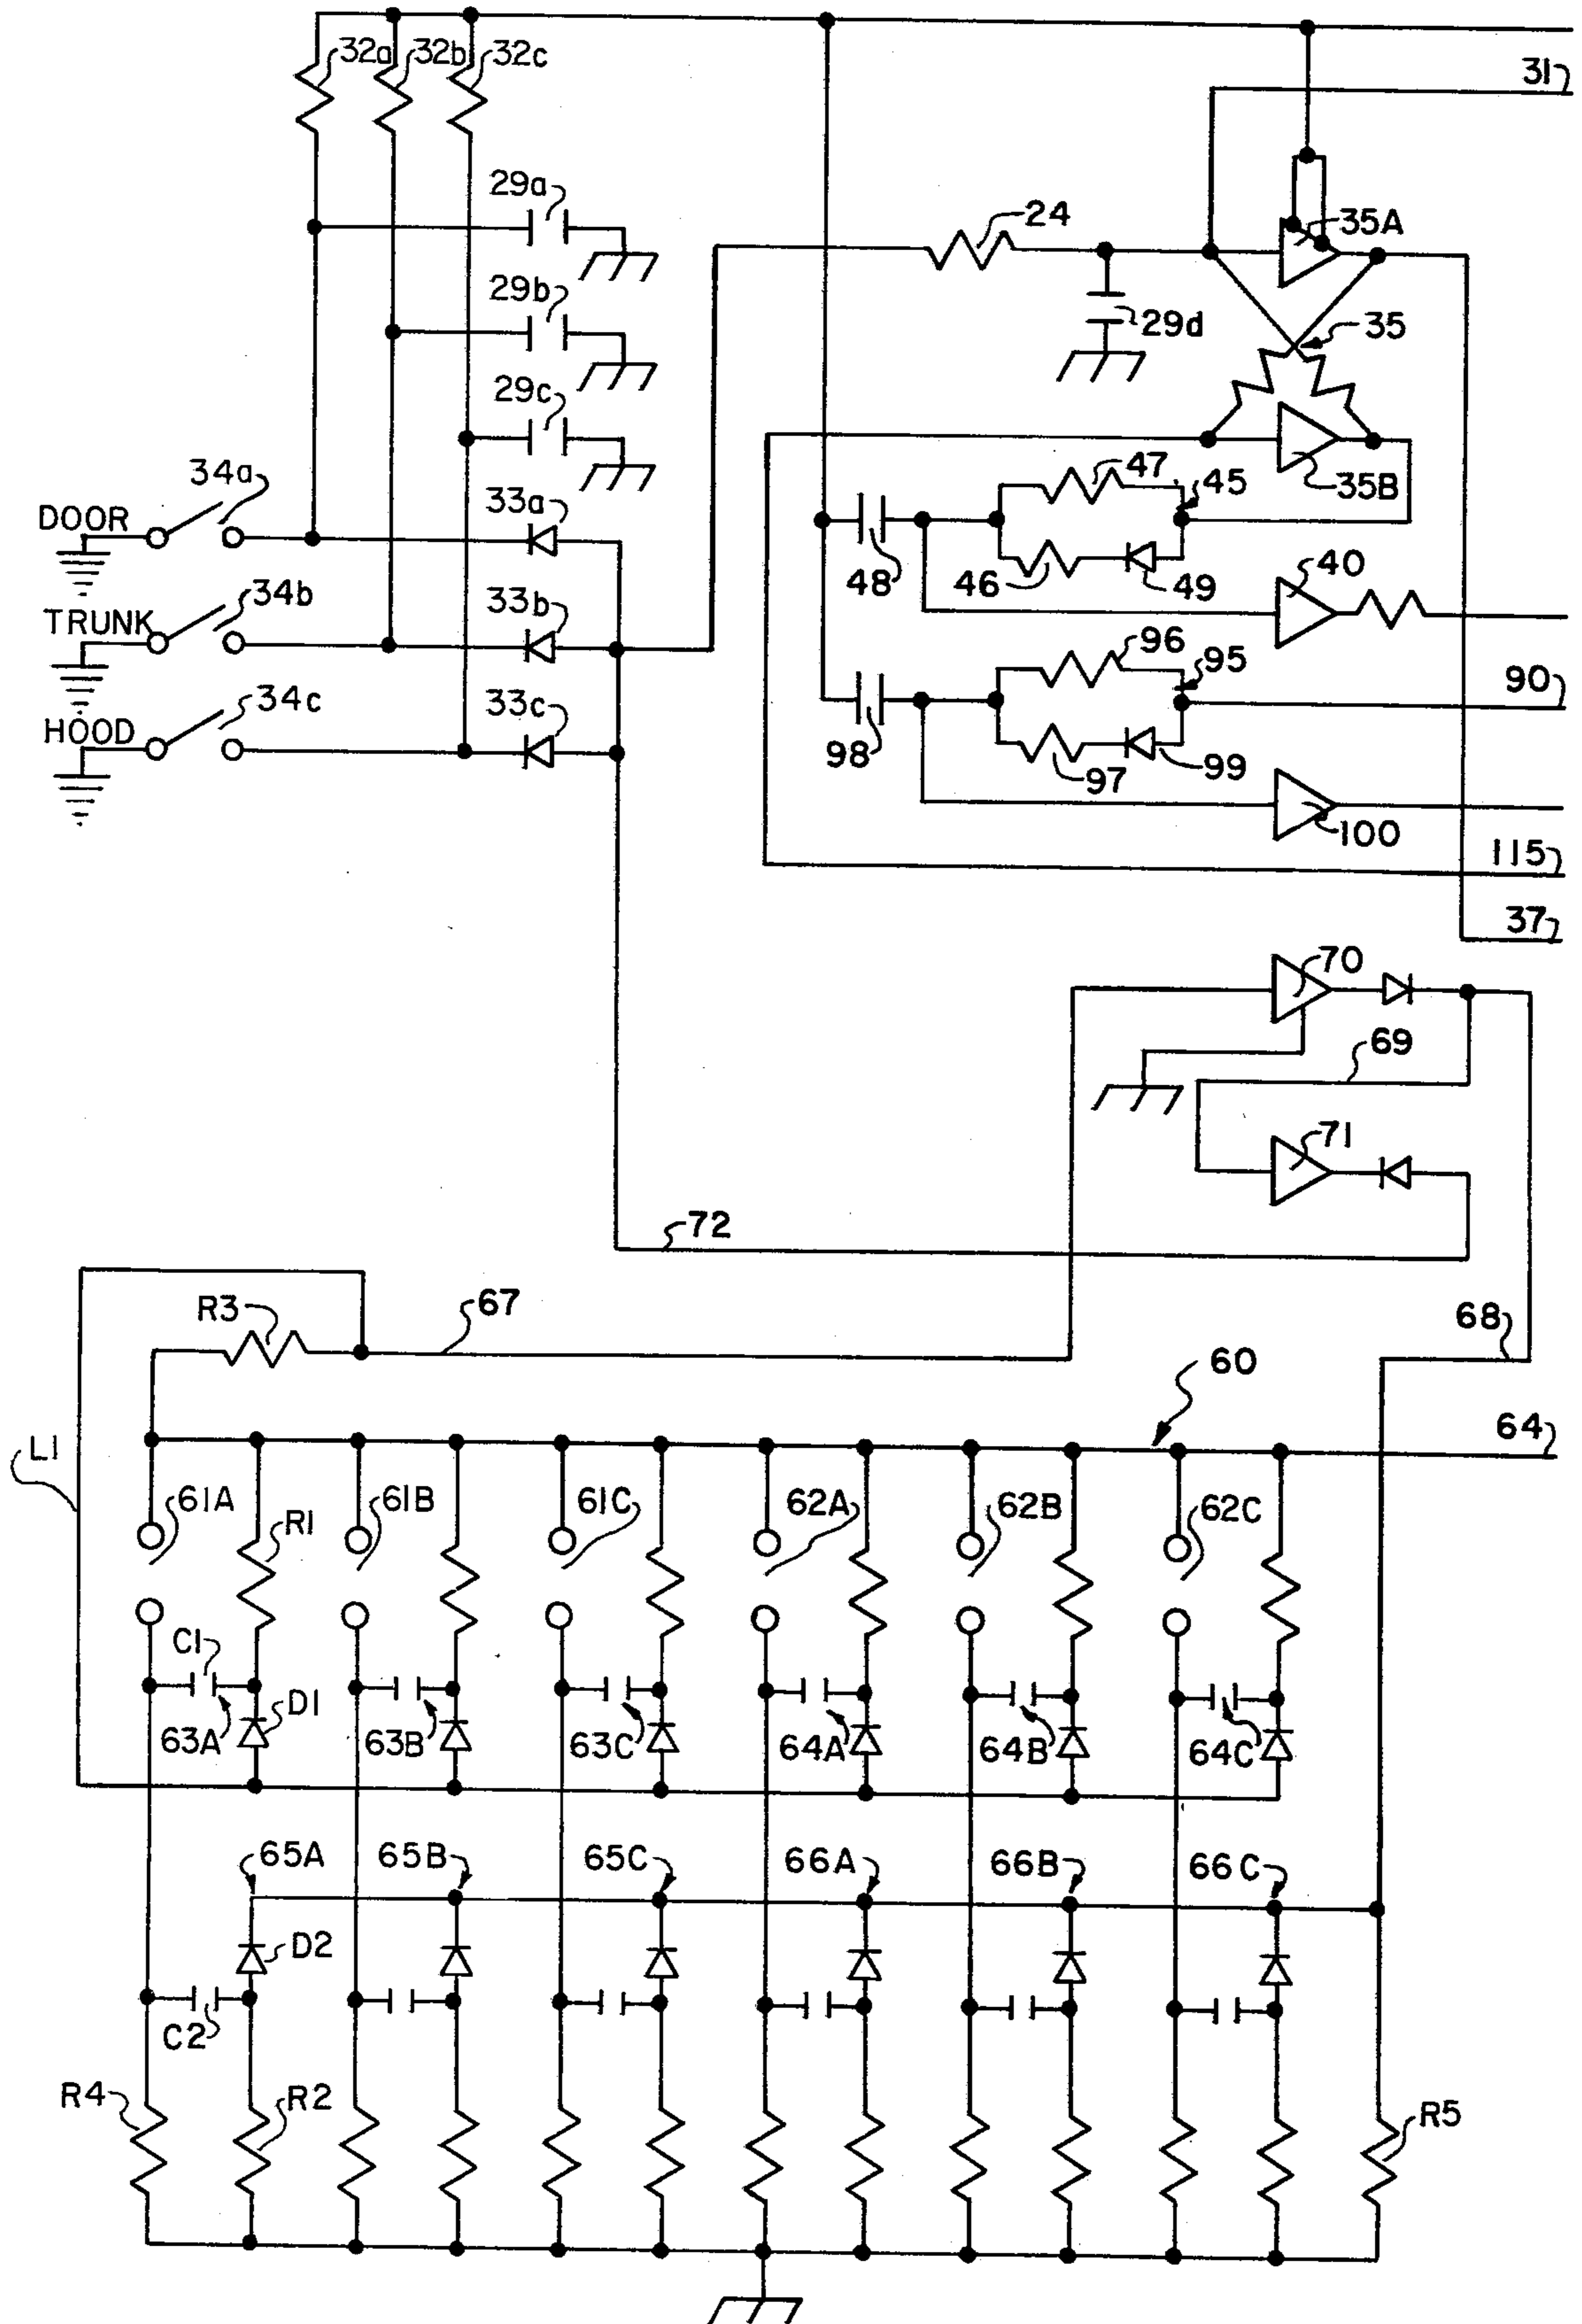 32a 32b 32c
31
29a
24
35A
29b
29d
35
29c
34a
47
45
35B
DOOR
33a
48
46
49
40
34b
TRUNK
33b
96
95
90
34c
HOOD
33c
98
97
99
100
115
37
70
69
71
72
R3
67
68
60
64
L1
61A
R1
61B
61C
62A
62B
62C
C1
D1
63A
63B
63C
64A
64B
64C
65A
65B
65C
66A
66B
66C
D2
C2
R4
R2
R5